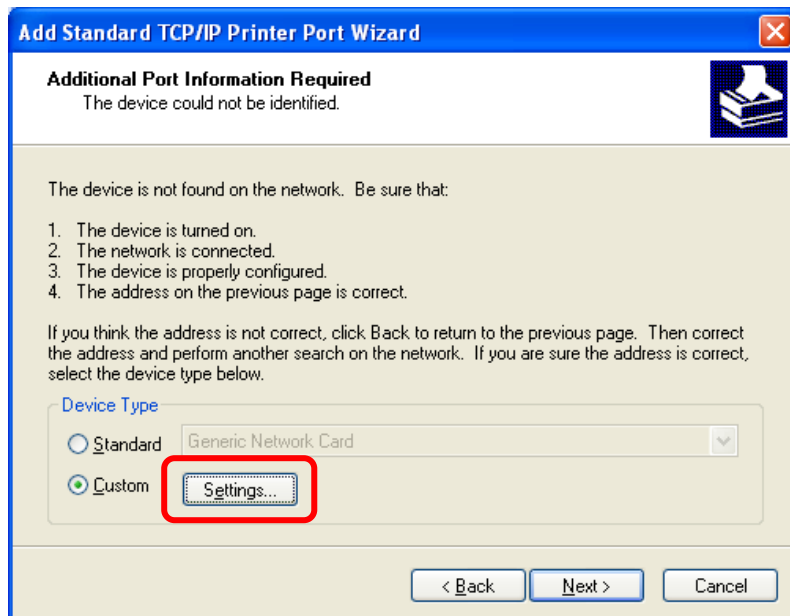 Add Standard TCP/IP Printer Port Wizard
Additional Port Information Required
The device could not be identified.
The device is not found on the network.  Be sure that:
1.  The device is turned on.
2.  The network is connected.
3.  The device is properly configured.
4.  The address on the previous page is correct.
If you think the address is not correct, click Back to return to the previous page.  Then correct
the address and perform another search on the network.  If you are sure the address is correct,
select the device type below.
Device Type
Standard Generic Network Card
Custom Settings...
< Back Next > Cancel